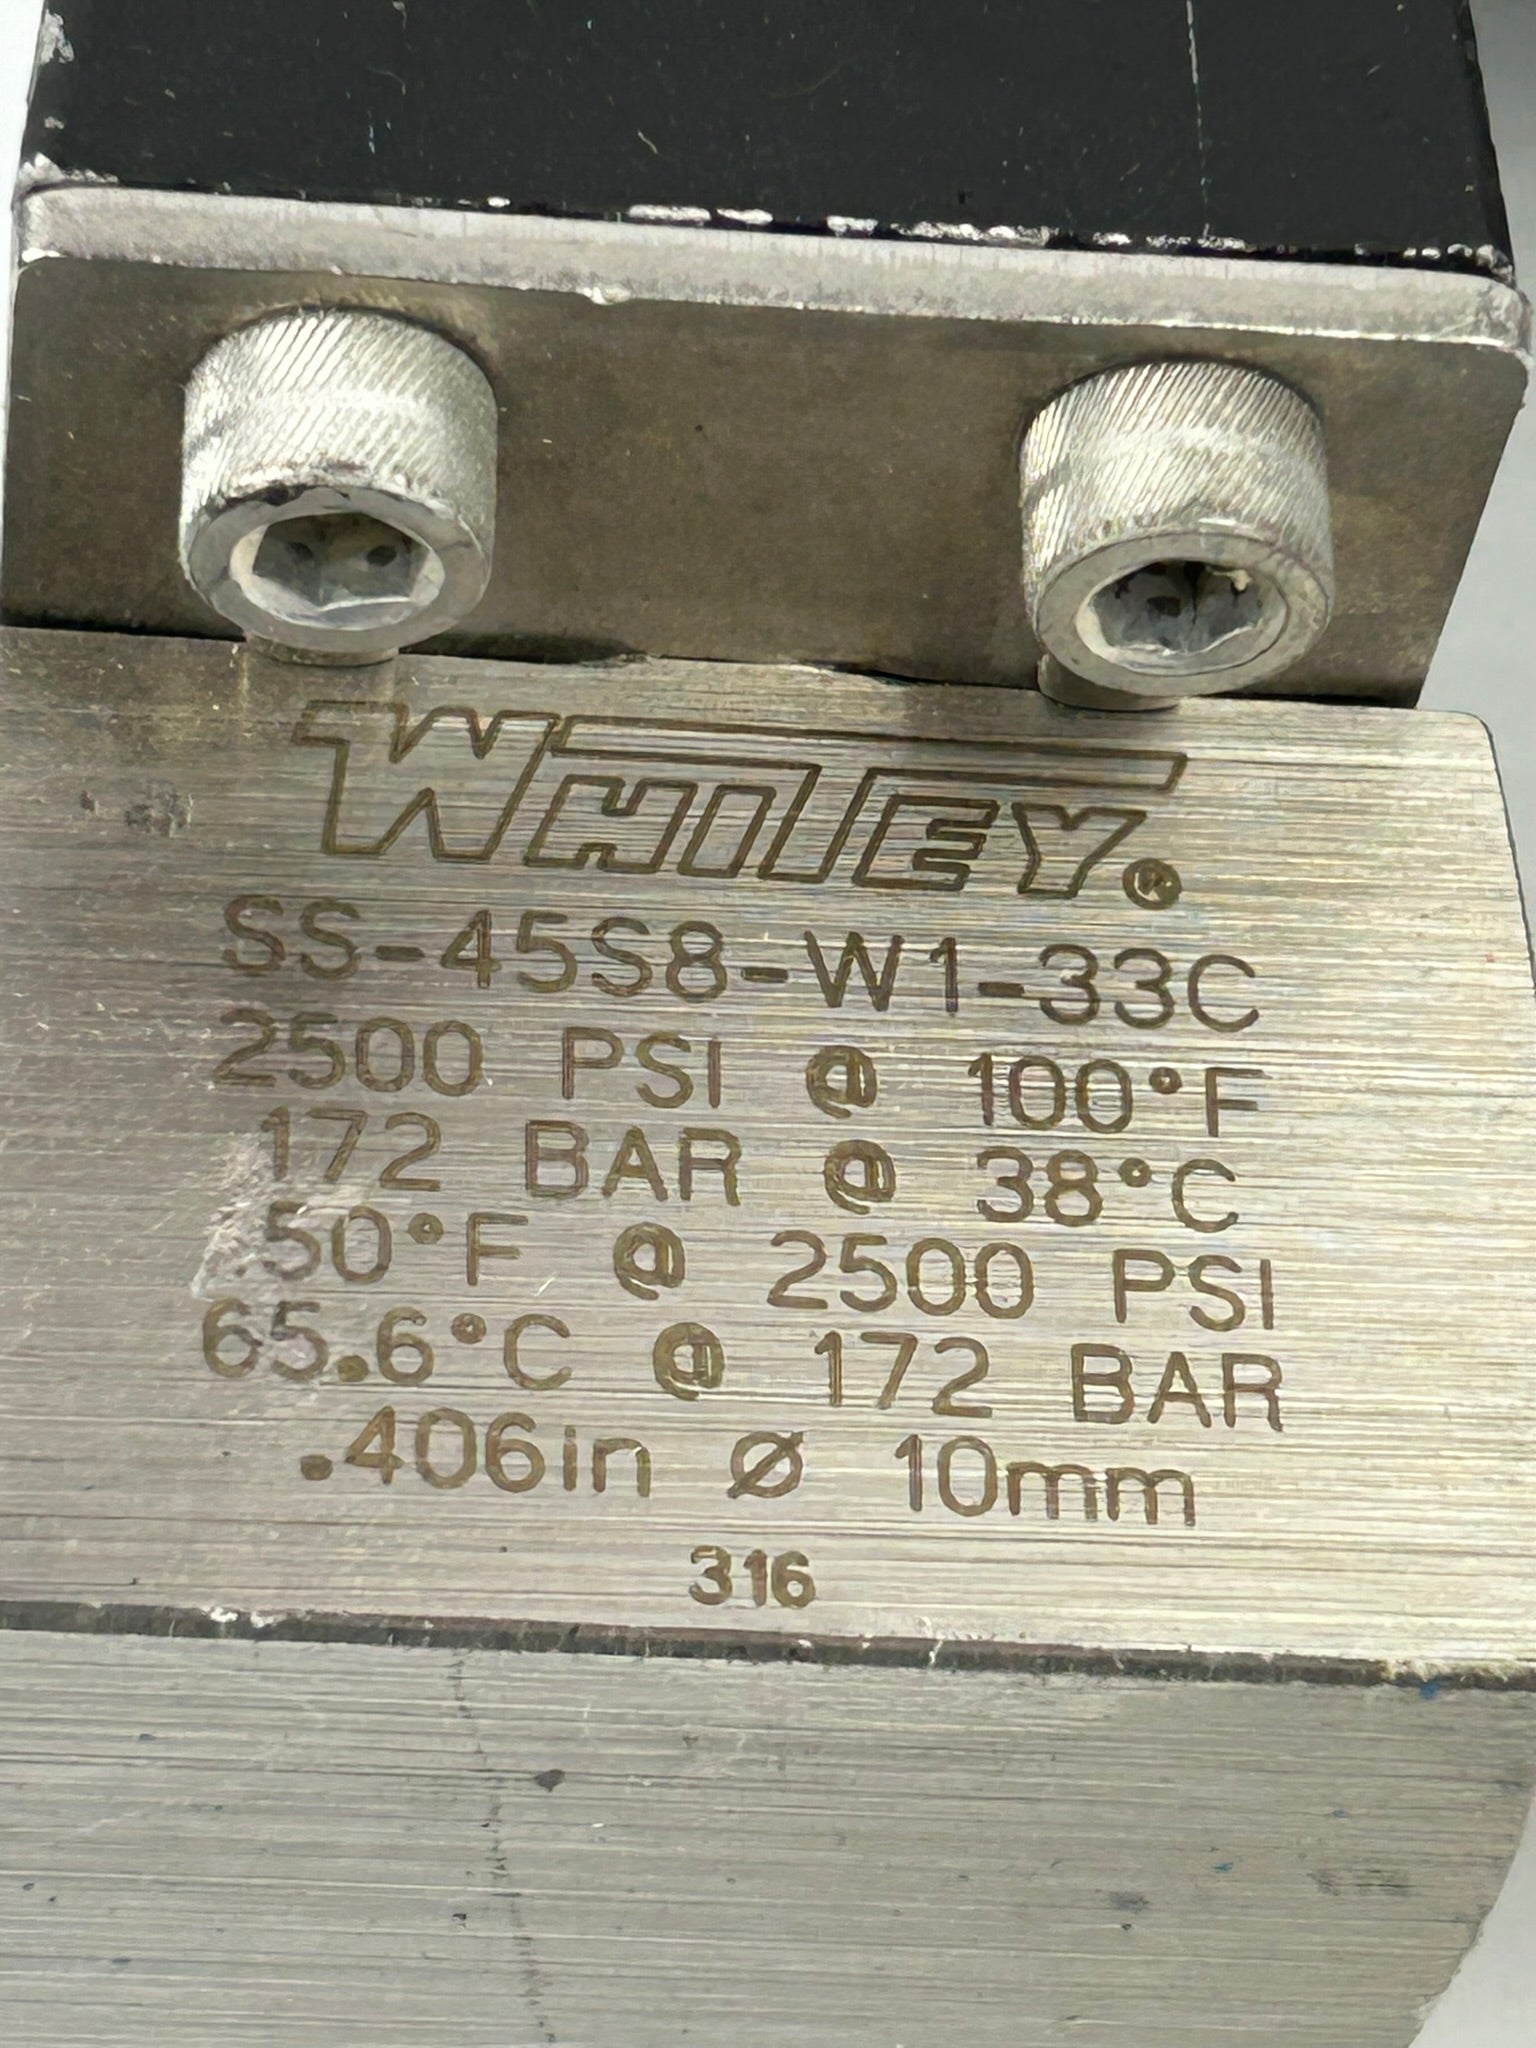 WHITEY®
SS-45S8-W1-33C
2500 PSI @ 100°F
172 BAR @ 38°C
50°F @ 2500 PSI
65.6°C @ 172 BAR
.406in Ø 10mm
316